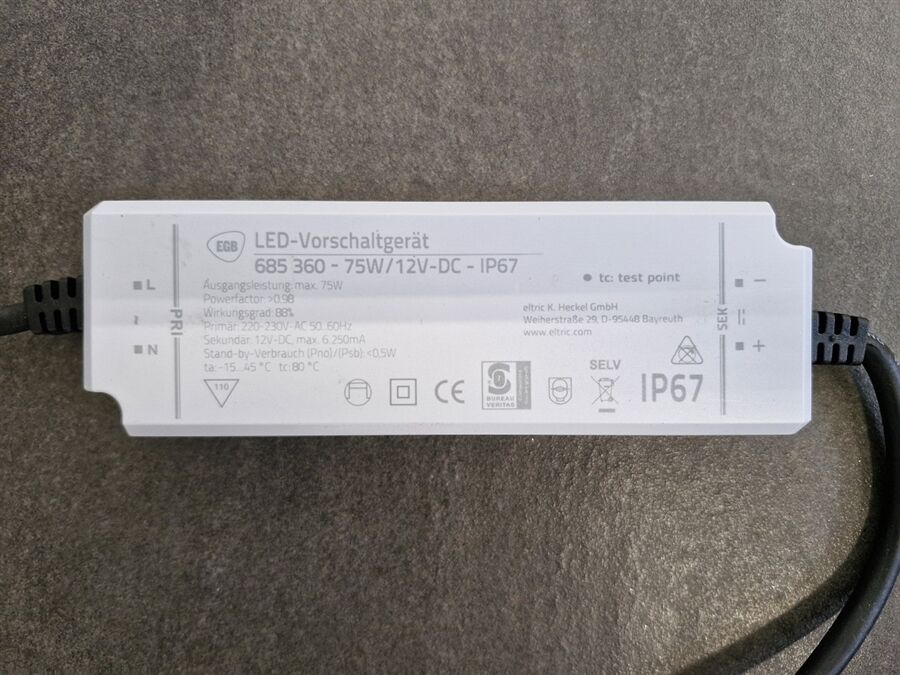 EGB
LED-Vorschaltgerät
685 360 - 75W/12V-DC - IP67
Ausgangsleistung: max. 75W
Powerfactor >0.98
Wirkungsgrad: 88%
Primär: 220-230V-AC 50...60Hz
Sekundär: 12V-DC, max. 6.250mA
Stand-by-Verbrauch (Pno)/(Psb): <0,5W
ta: -15...45 °C tc: 80 °C
L
~
N
PRI
110
CE
BUREAU
VERITAS
tc: test point
eltric K. Heckel GmbH
Weiherstraße 29, D-95448 Bayreuth
www.eltric.com
SELV
IP67
SEK
-
+